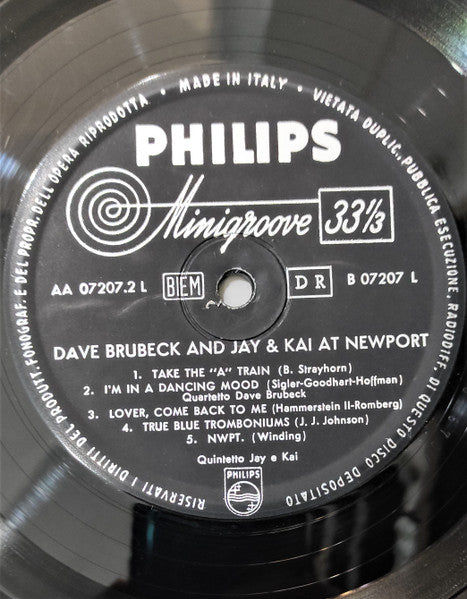 RISERVATI I DIRITTI DEL PRODUTT. FONOGRAF. E DEL PROPR. DELL'OPERA RIPRODOTTA • MADE IN ITALY • VIETATA DUPLIC., PUBBLICA ESECUZIONE, RADIODIFF. DI QUESTO DISCO DEPOSITATO
PHILIPS
Minigroove 33⅓
AA 07207.2 L BIEM DR B 07207 L
DAVE BRUBECK AND JAY & KAI AT NEWPORT
1. TAKE THE "A" TRAIN (B. Strayhorn)
2. I'M IN A DANCING MOOD (Sigler-Goodhart-Hoffman)
Quartetto Dave Brubeck
3. LOVER, COME BACK TO ME (Hammerstein II-Romberg)
4. TRUE BLUE TROMBONIUMS (J. J. Johnson)
5. NWPT. (Winding)
Quintetto Jay e Kai
PHILIPS